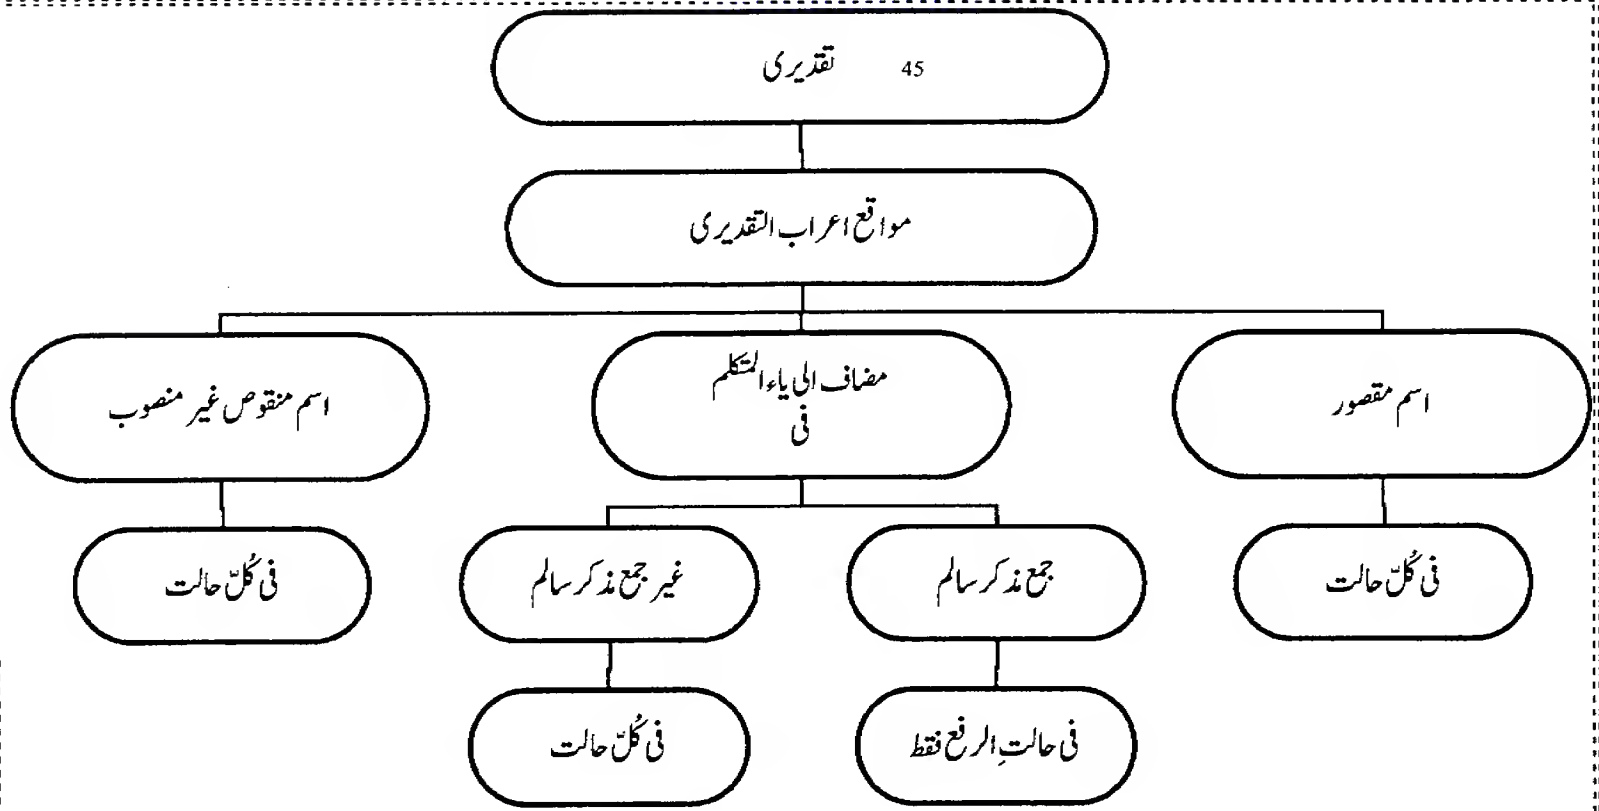 تقدیری 45
مواقع اعراب التقدیری
اسم مقصور
مضاف الی یاء المتکلم
فی
اسم منقوص غیر منصوب
فی کُلّ حالت
جمع مذکر سالم
غیر جمع مذکر سالم
فی کُلّ حالت
فی حالتِ الرفع فقط
فی کُلّ حالت